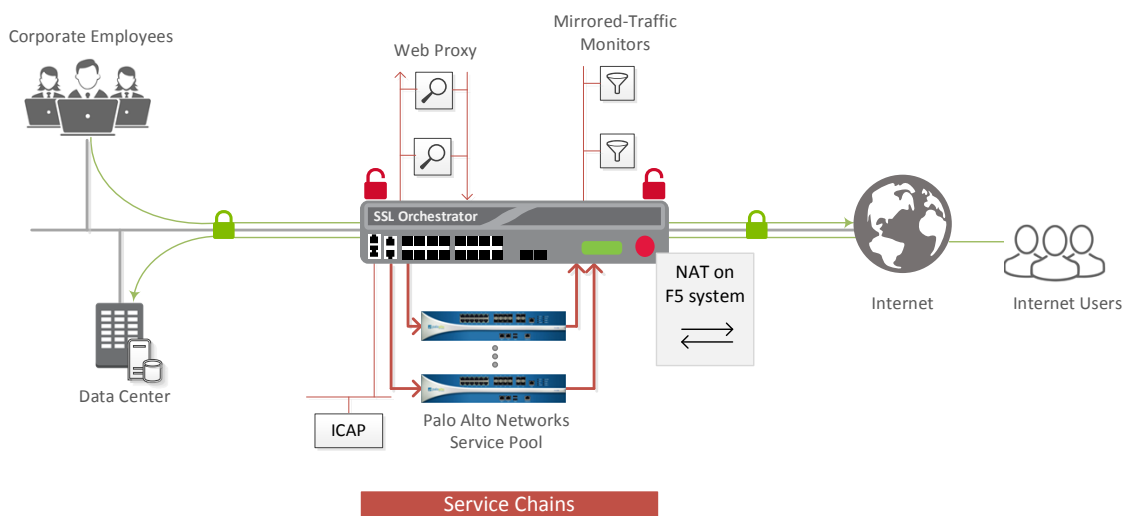 Corporate Employees
Web Proxy
Mirrored-Traffic
Monitors
SSL Orchestrator
NAT on
F5 system
Internet
Internet Users
Data Center
ICAP
Palo Alto Networks
Service Pool
Service Chains